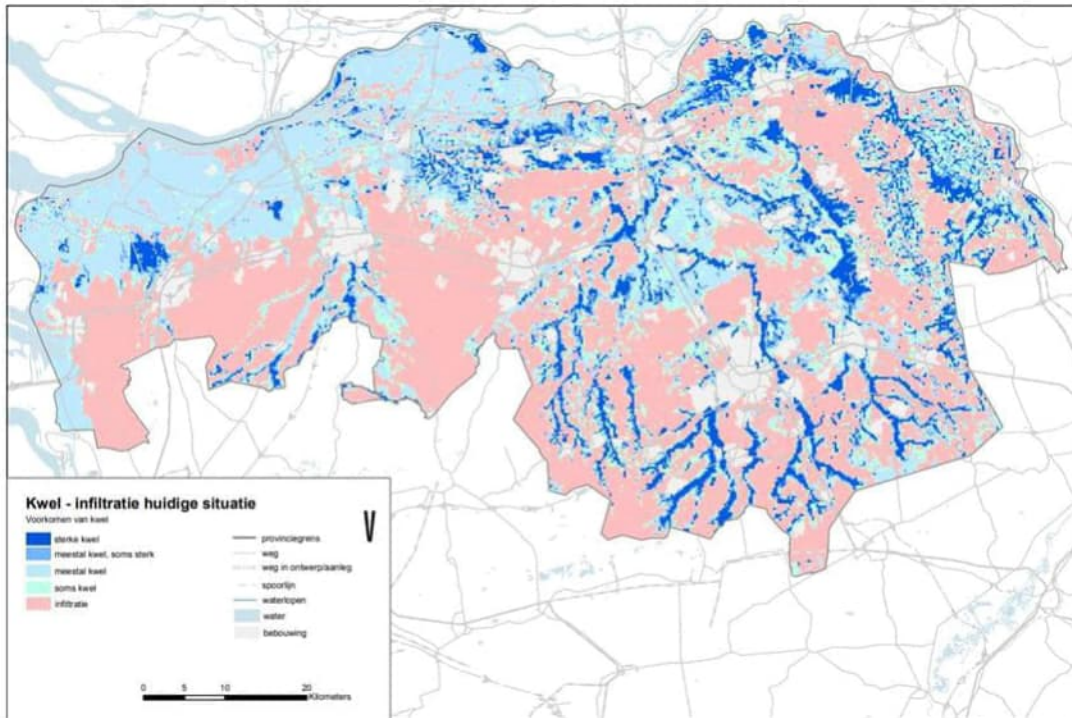 Kwel - infiltratie huidige situatie
Voorkomen van kwel
sterke kwel
meestal kwel, soms sterk
meestal kwel
soms kwel
infiltratie
provinciegrens
weg
weg in ontwerp/aanleg
spoorlijn
waterlopen
water
bebouwing
0 5 10 20
Kilometers